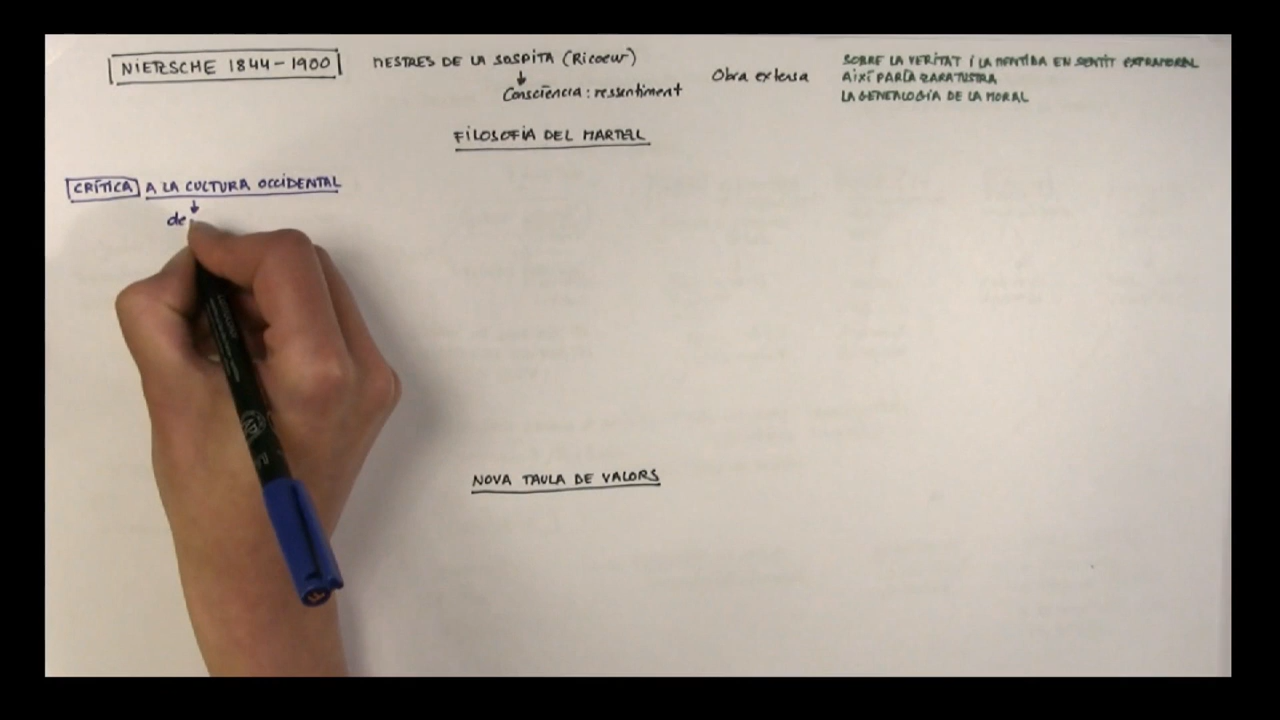 NIETZSCHE 1844-1900
MESTRES DE LA SOSPITA (Ricoeur)
Consciència: ressentiment
Obra extensa
SOBRE LA VERITAT I LA MENTIDA EN SENTIT EXTRAMORAL
AIXÍ PARLÀ ZARATUSTRA
LA GENEALOGIA DE LA MORAL
FILOSOFIA DEL MARTELL
CRÍTICA A LA CULTURA OCCIDENTAL
de
NOVA TAULA DE VALORS